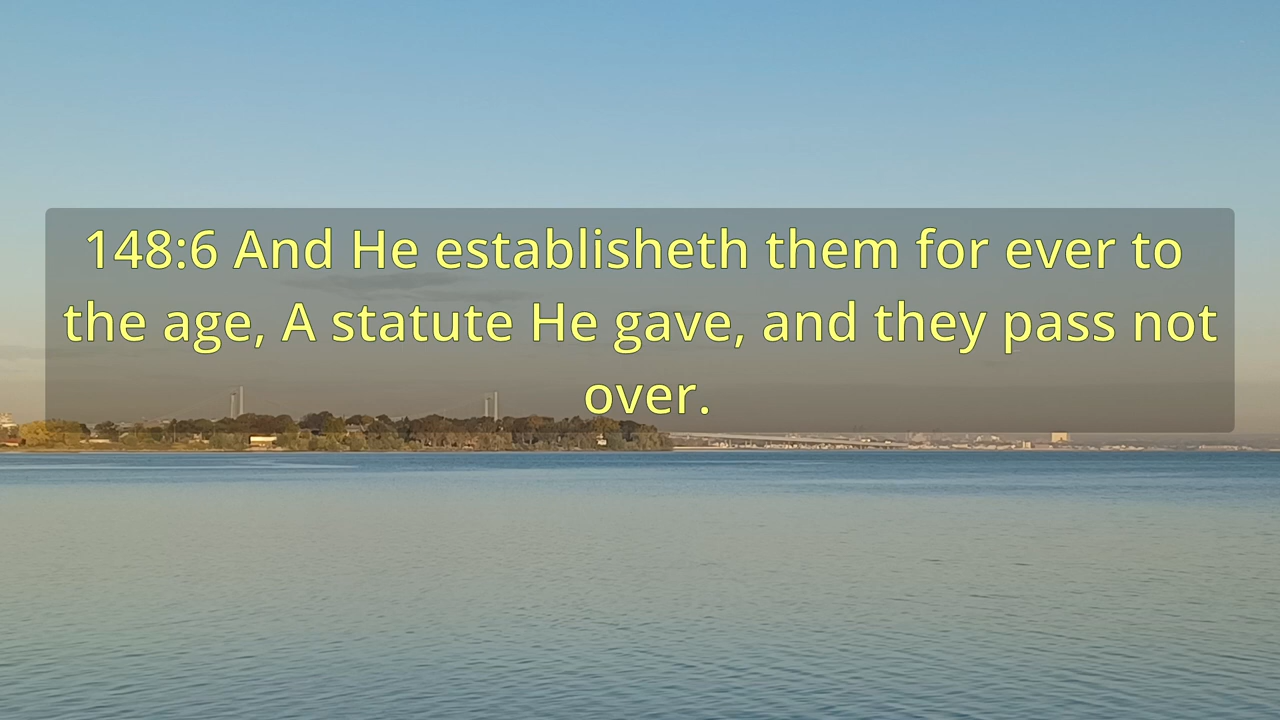 148:6 And He establisheth them for ever to
the age, A statute He gave, and they pass not
over.